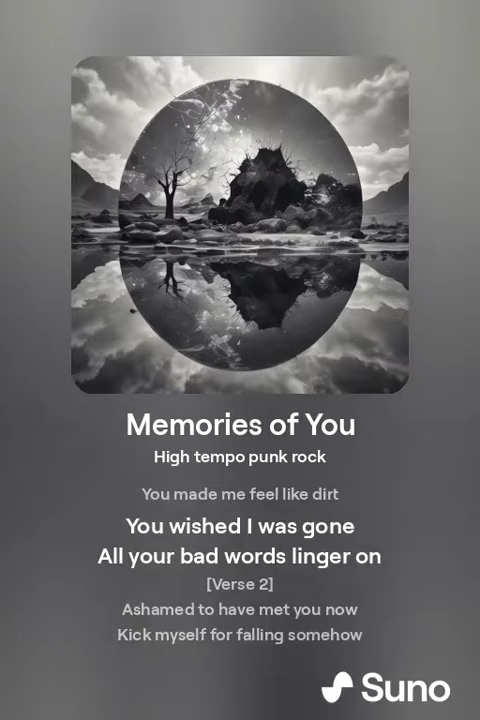 Memories of You
High tempo punk rock
You made me feel like dirt
You wished I was gone
All your bad words linger on
[Verse 2]
Ashamed to have met you now
Kick myself for falling somehow
Suno